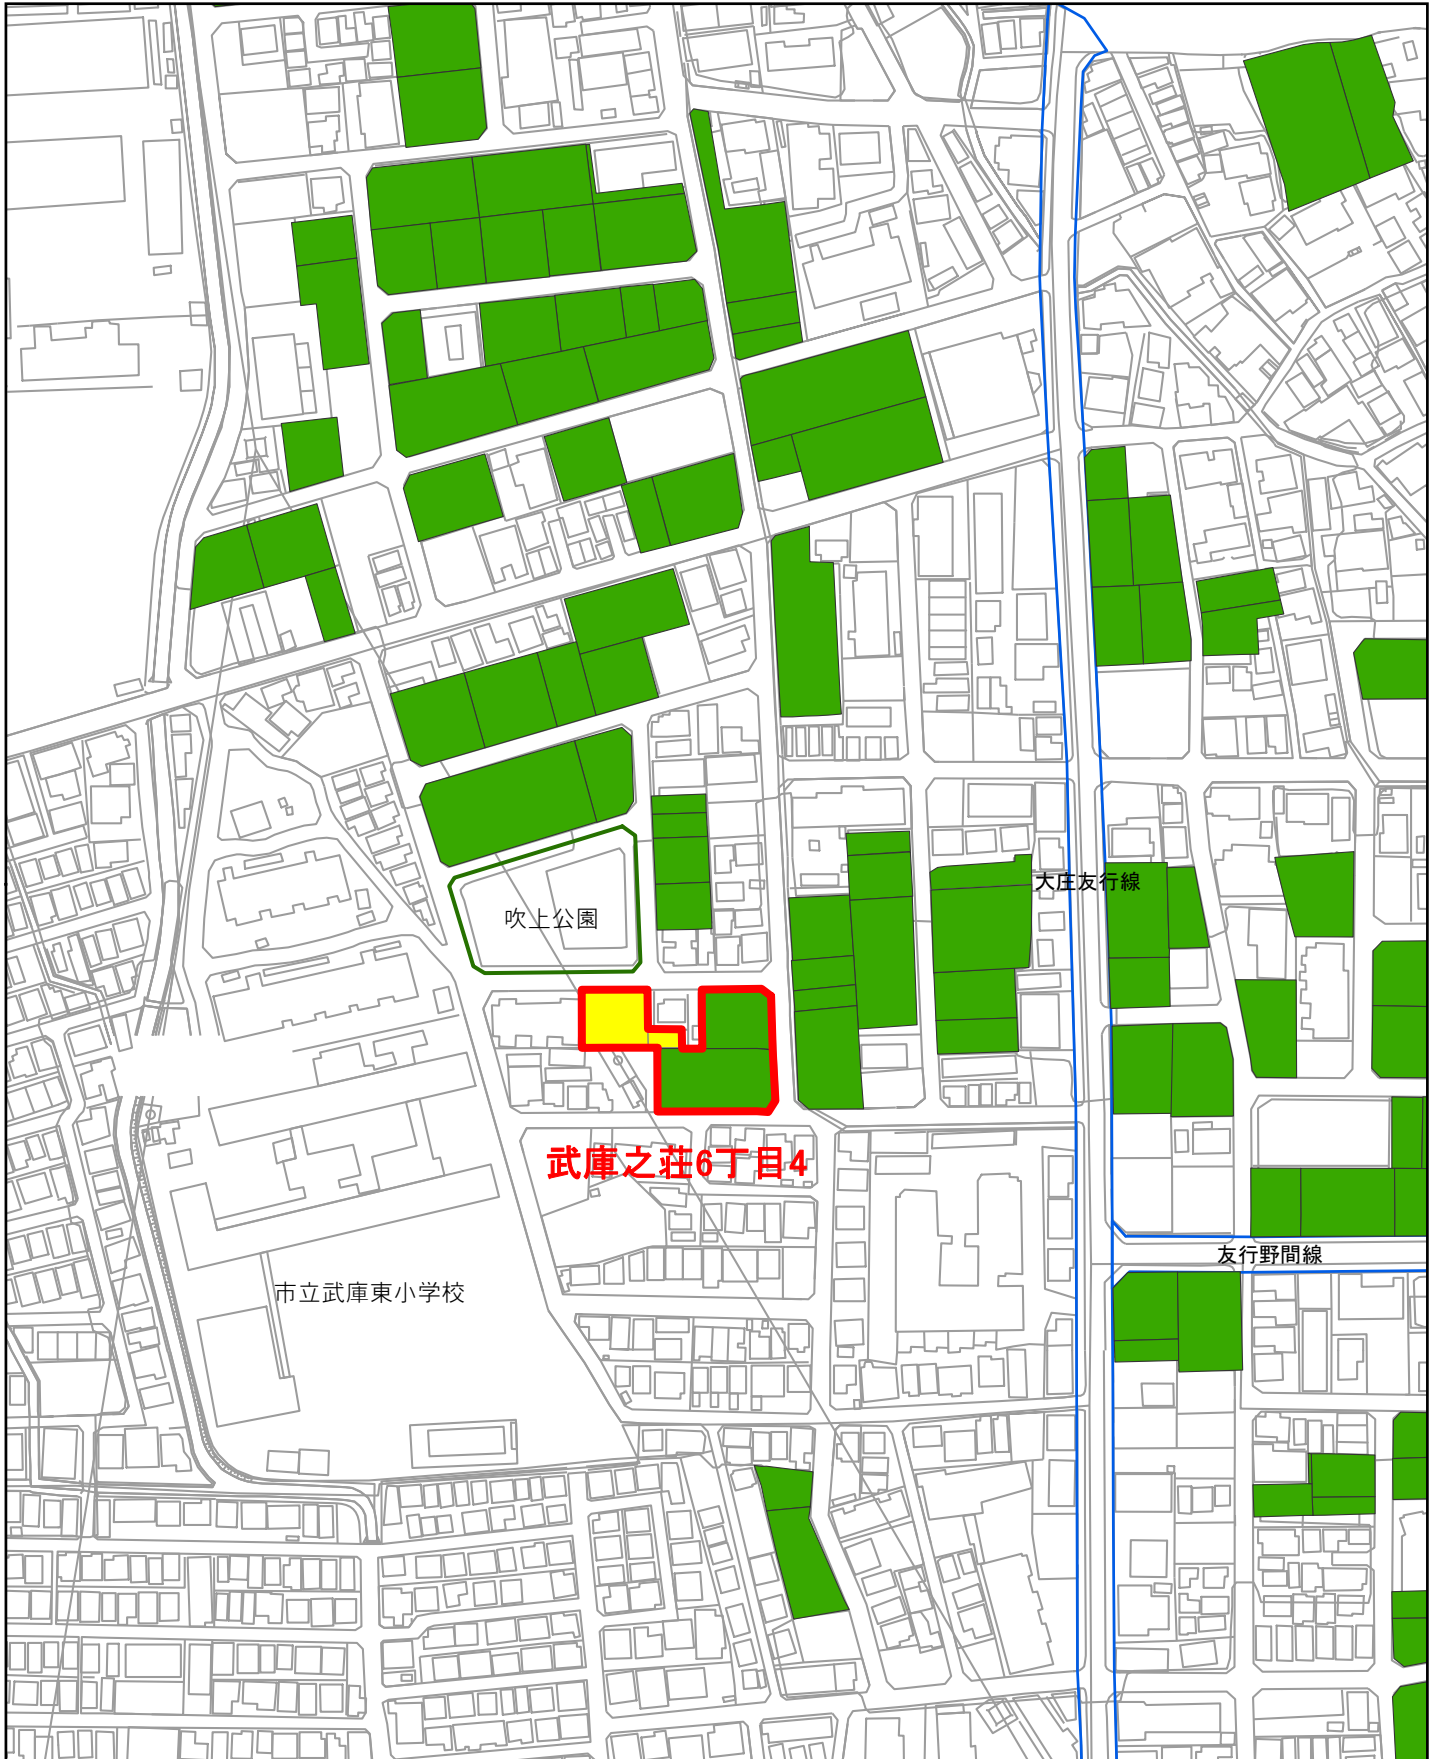 大庄友行線
吹上公園
武庫之荘6丁目4
友行野間線
市立武庫東小学校